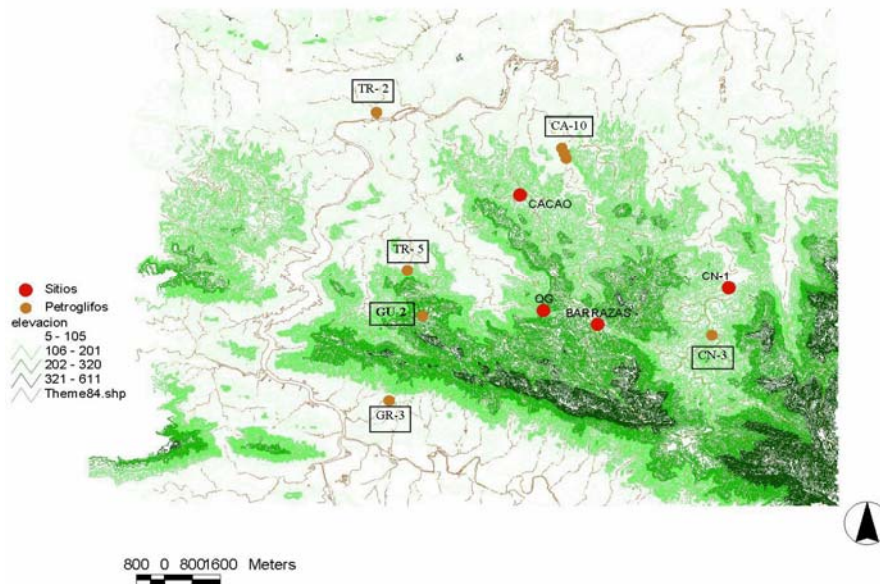 TR- 2
CA-10
CACAO
TR- 5
CN-1
OG
GU-2
BARRAZAS
CN-3
GR-3
Sitios
Petroglifos
elevacion
5 - 105
106 - 201
202 - 320
321 - 611
Theme84.shp
800 0 8001600 Meters